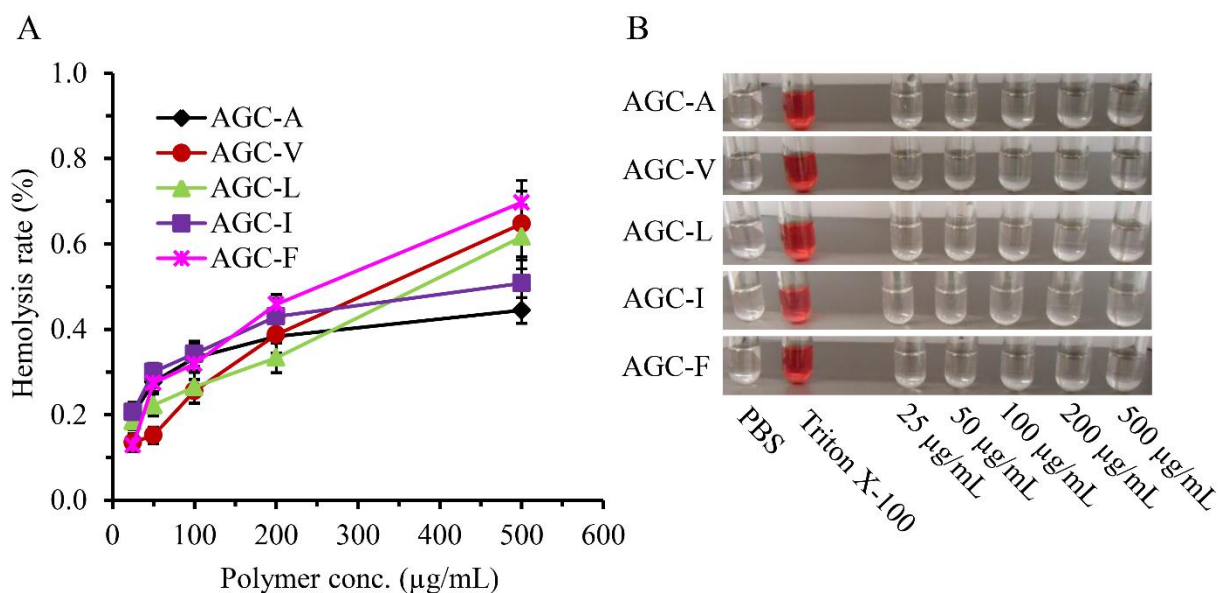 A
Hemolysis rate (%)
1.0
0.8
0.6
0.4
0.2
0.0
AGC-A
AGC-V
AGC-L
AGC-I
AGC-F
0
100
200
300
400
500
600
Polymer conc. (µg/mL)
B
AGC-A
AGC-V
AGC-L
AGC-I
AGC-F
PBS
Triton X-100
25 µg/mL
50 µg/mL
100 µg/mL
200 µg/mL
500 µg/mL